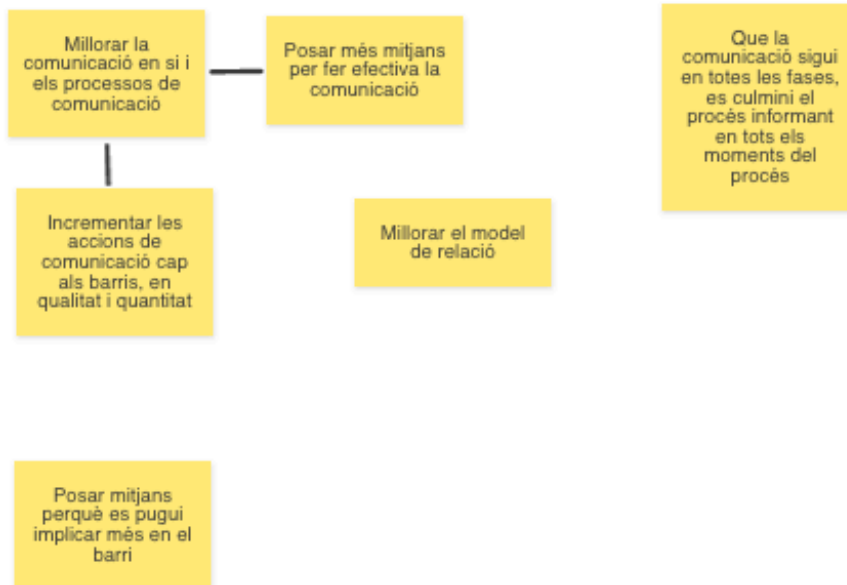 Millorar la
comunicació en si i
els processos de
comunicació
Posar més mitjans
per fer efectiva la
comunicació
Que la
comunicació sigui
en totes les fases,
es culmini el
procés informant
en tots els
moments del
procés
Incrementar les
accions de
comunicació cap
als barris, en
qualitat i quantitat
Millorar el model
de relació
Posar mitjans
perquè es pugui
implicar més en el
barri